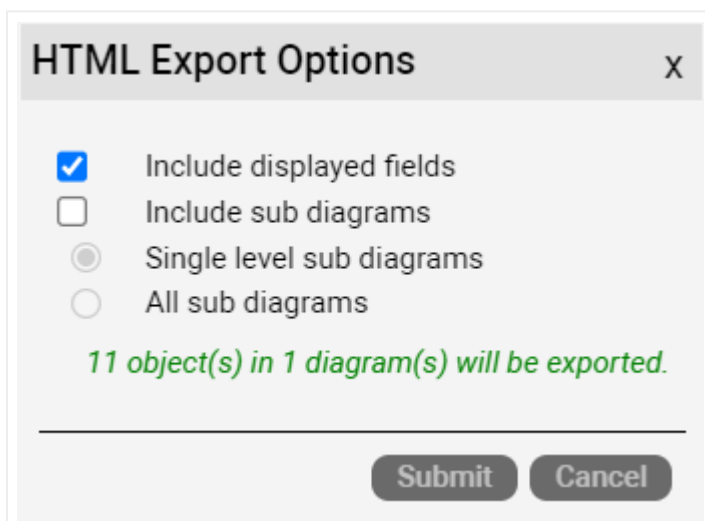 HTML Export Options x
Include displayed fields
Include sub diagrams
Single level sub diagrams
All sub diagrams
11 object(s) in 1 diagram(s) will be exported.
Submit Cancel